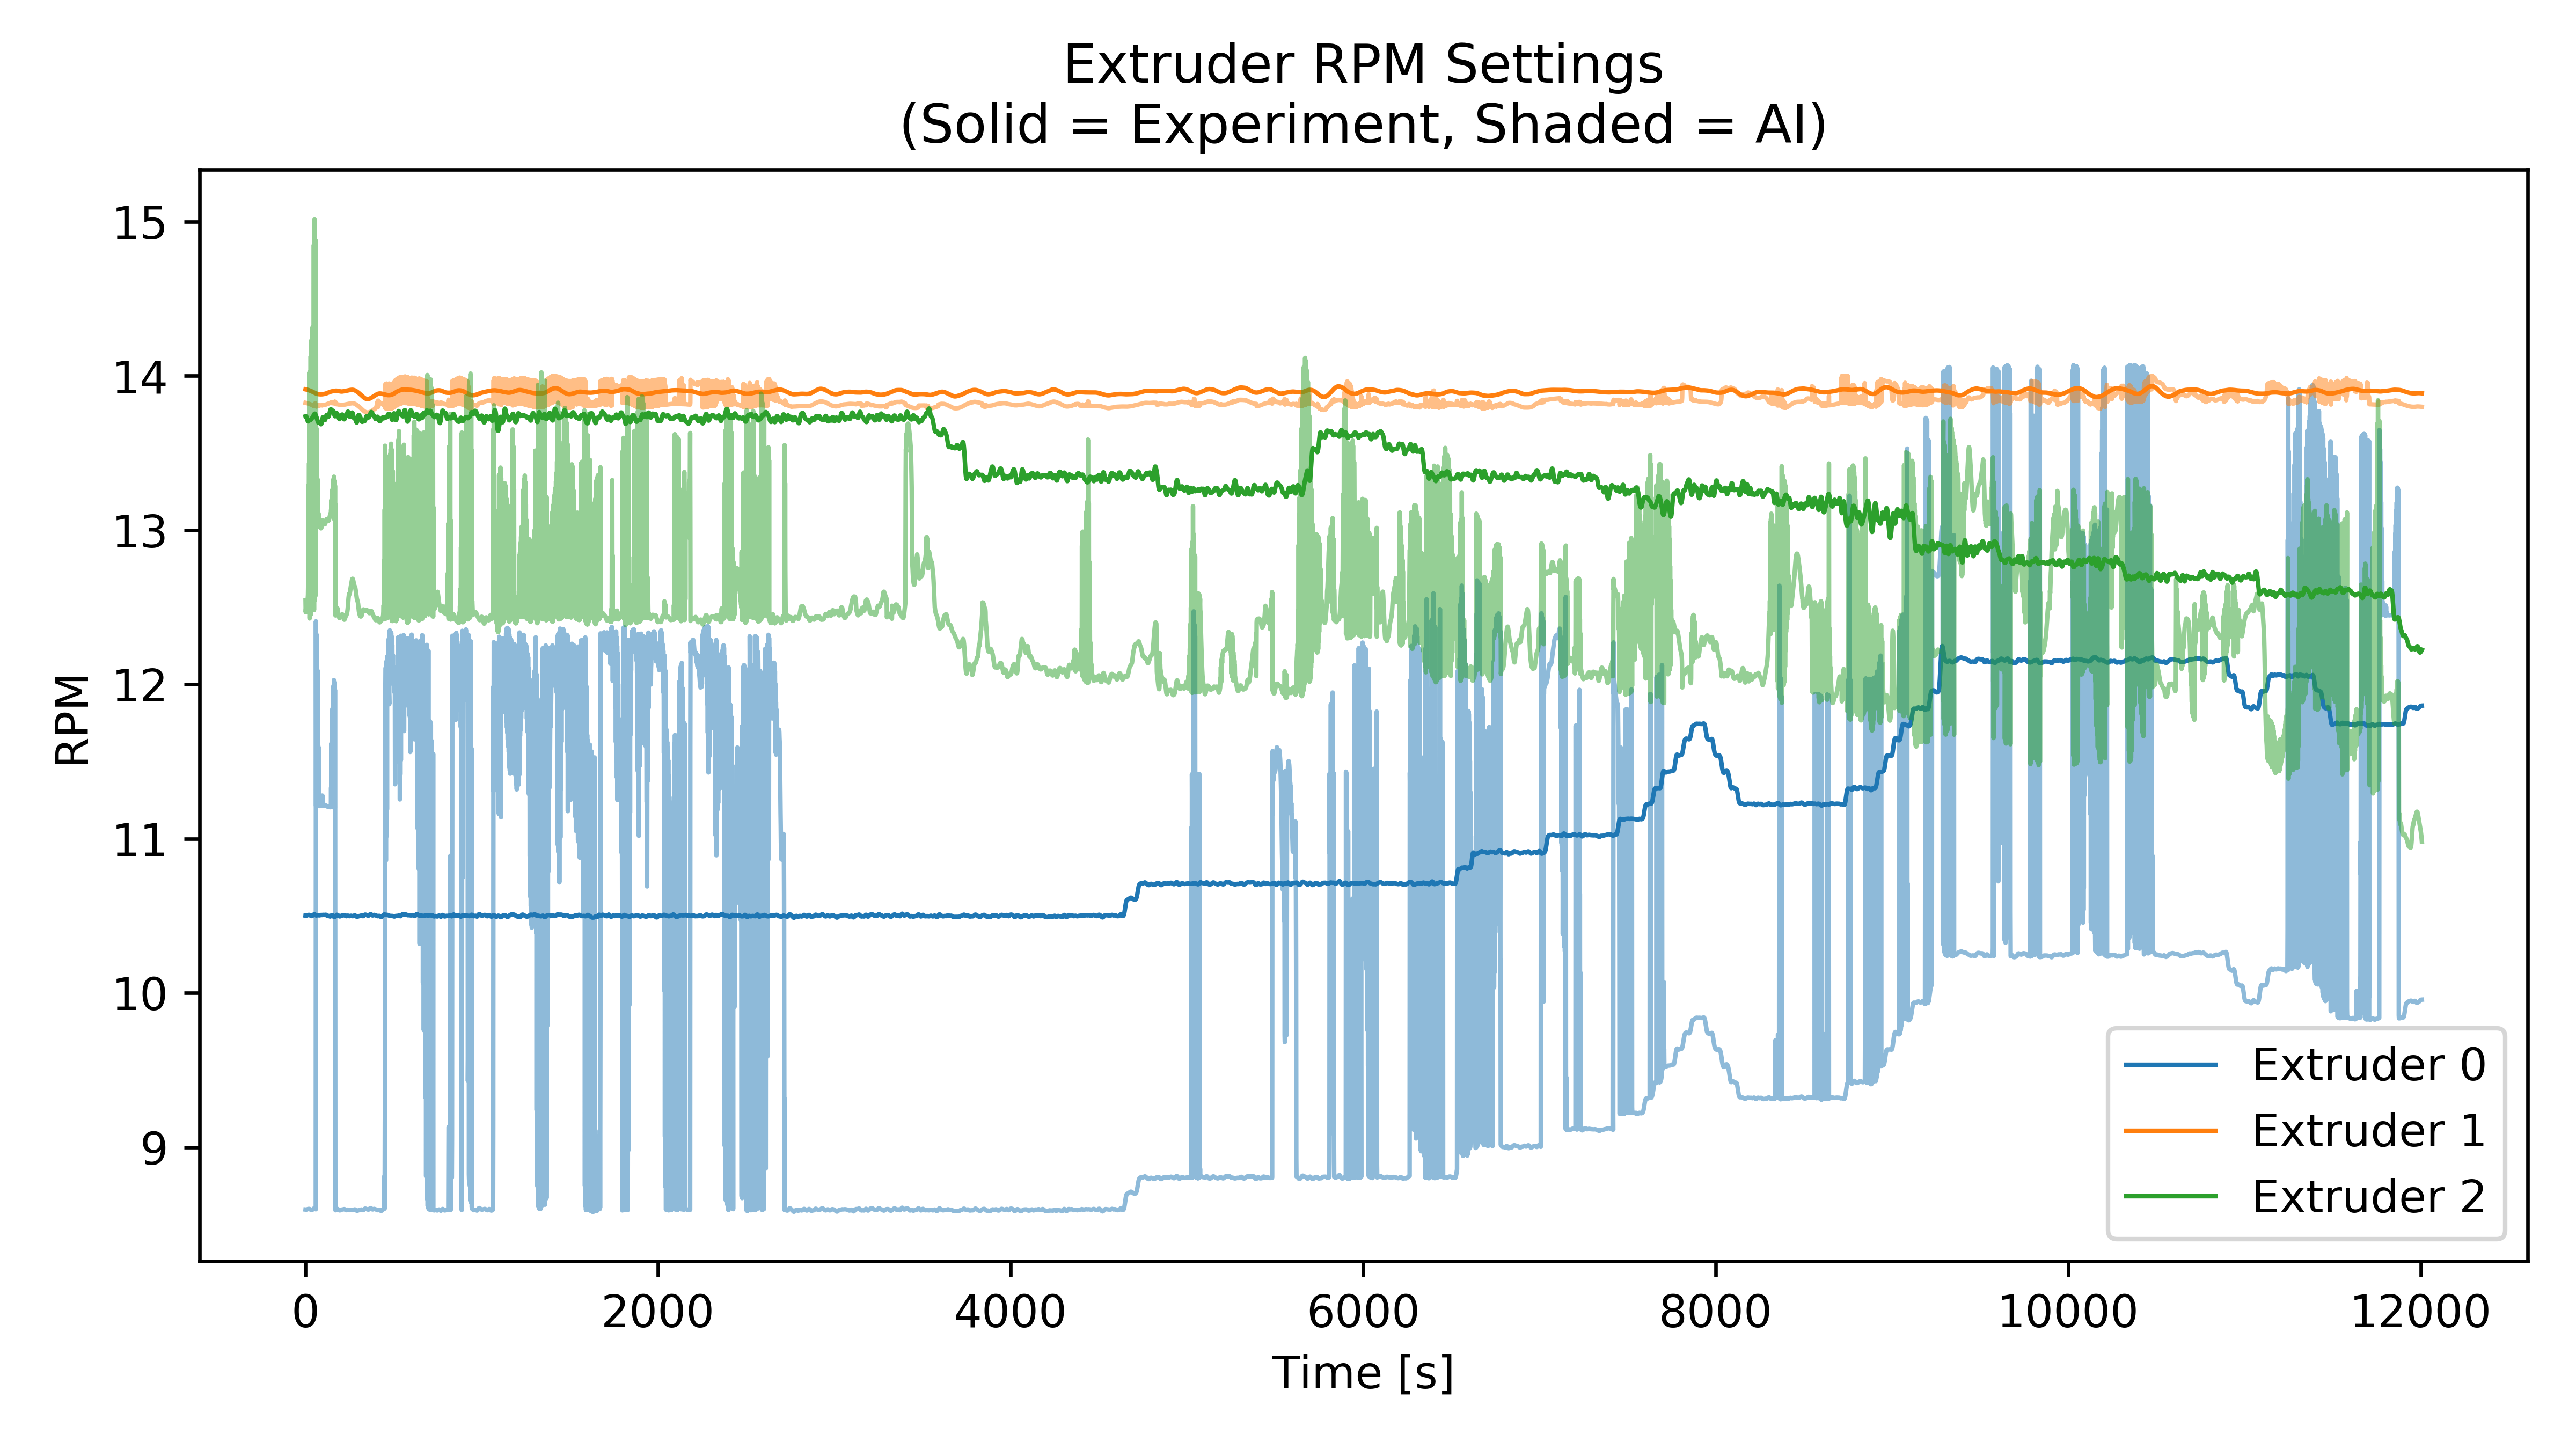 Extruder RPM Settings
(Solid = Experiment, Shaded = AI)
15
14
13
12
11
10
9
RPM
0
2000
4000
6000
8000
10000
12000
Time [s]
Extruder 0
Extruder 1
Extruder 2